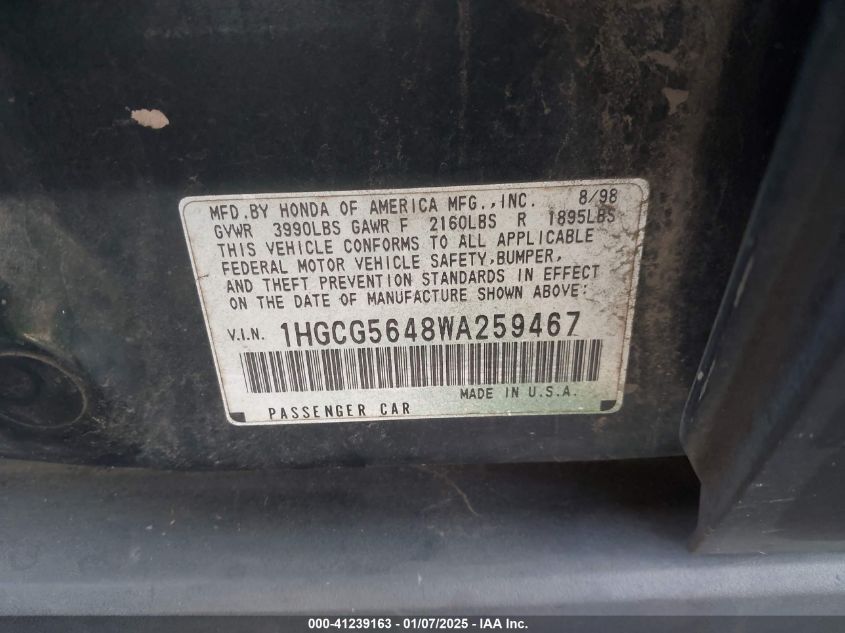 MFD.BY HONDA OF AMERICA MFG.,INC. 8/98
GVWR 3990LBS GAWR F 2160LBS R 1895LBS
THIS VEHICLE CONFORMS TO ALL APPLICABLE
FEDERAL MOTOR VEHICLE SAFETY,BUMPER,
AND THEFT PREVENTION STANDARDS IN EFFECT
ON THE DATE OF MANUFACTURE SHOWN ABOVE:
V.I.N. 1HGCG5648WA259467
MADE IN U.S.A.
PASSENGER CAR
000-41239163 - 01/07/2025 - IAA Inc.